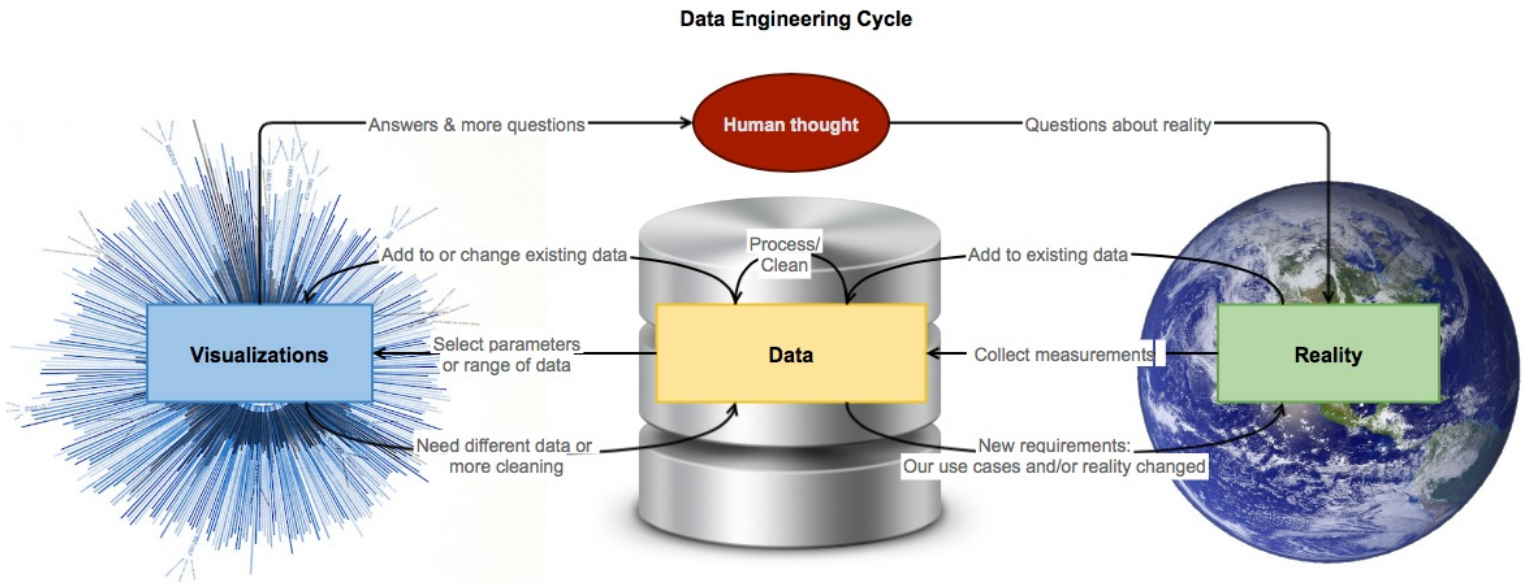 Data Engineering Cycle
Answers & more questions
Human thought
Questions about reality
Add to or change existing data
Process/
Clean
Add to existing data
Visualizations
Select parameters
or range of data
Data
Collect measurements
Reality
Need different data or
more cleaning
New requirements:
Our use cases and/or reality changed